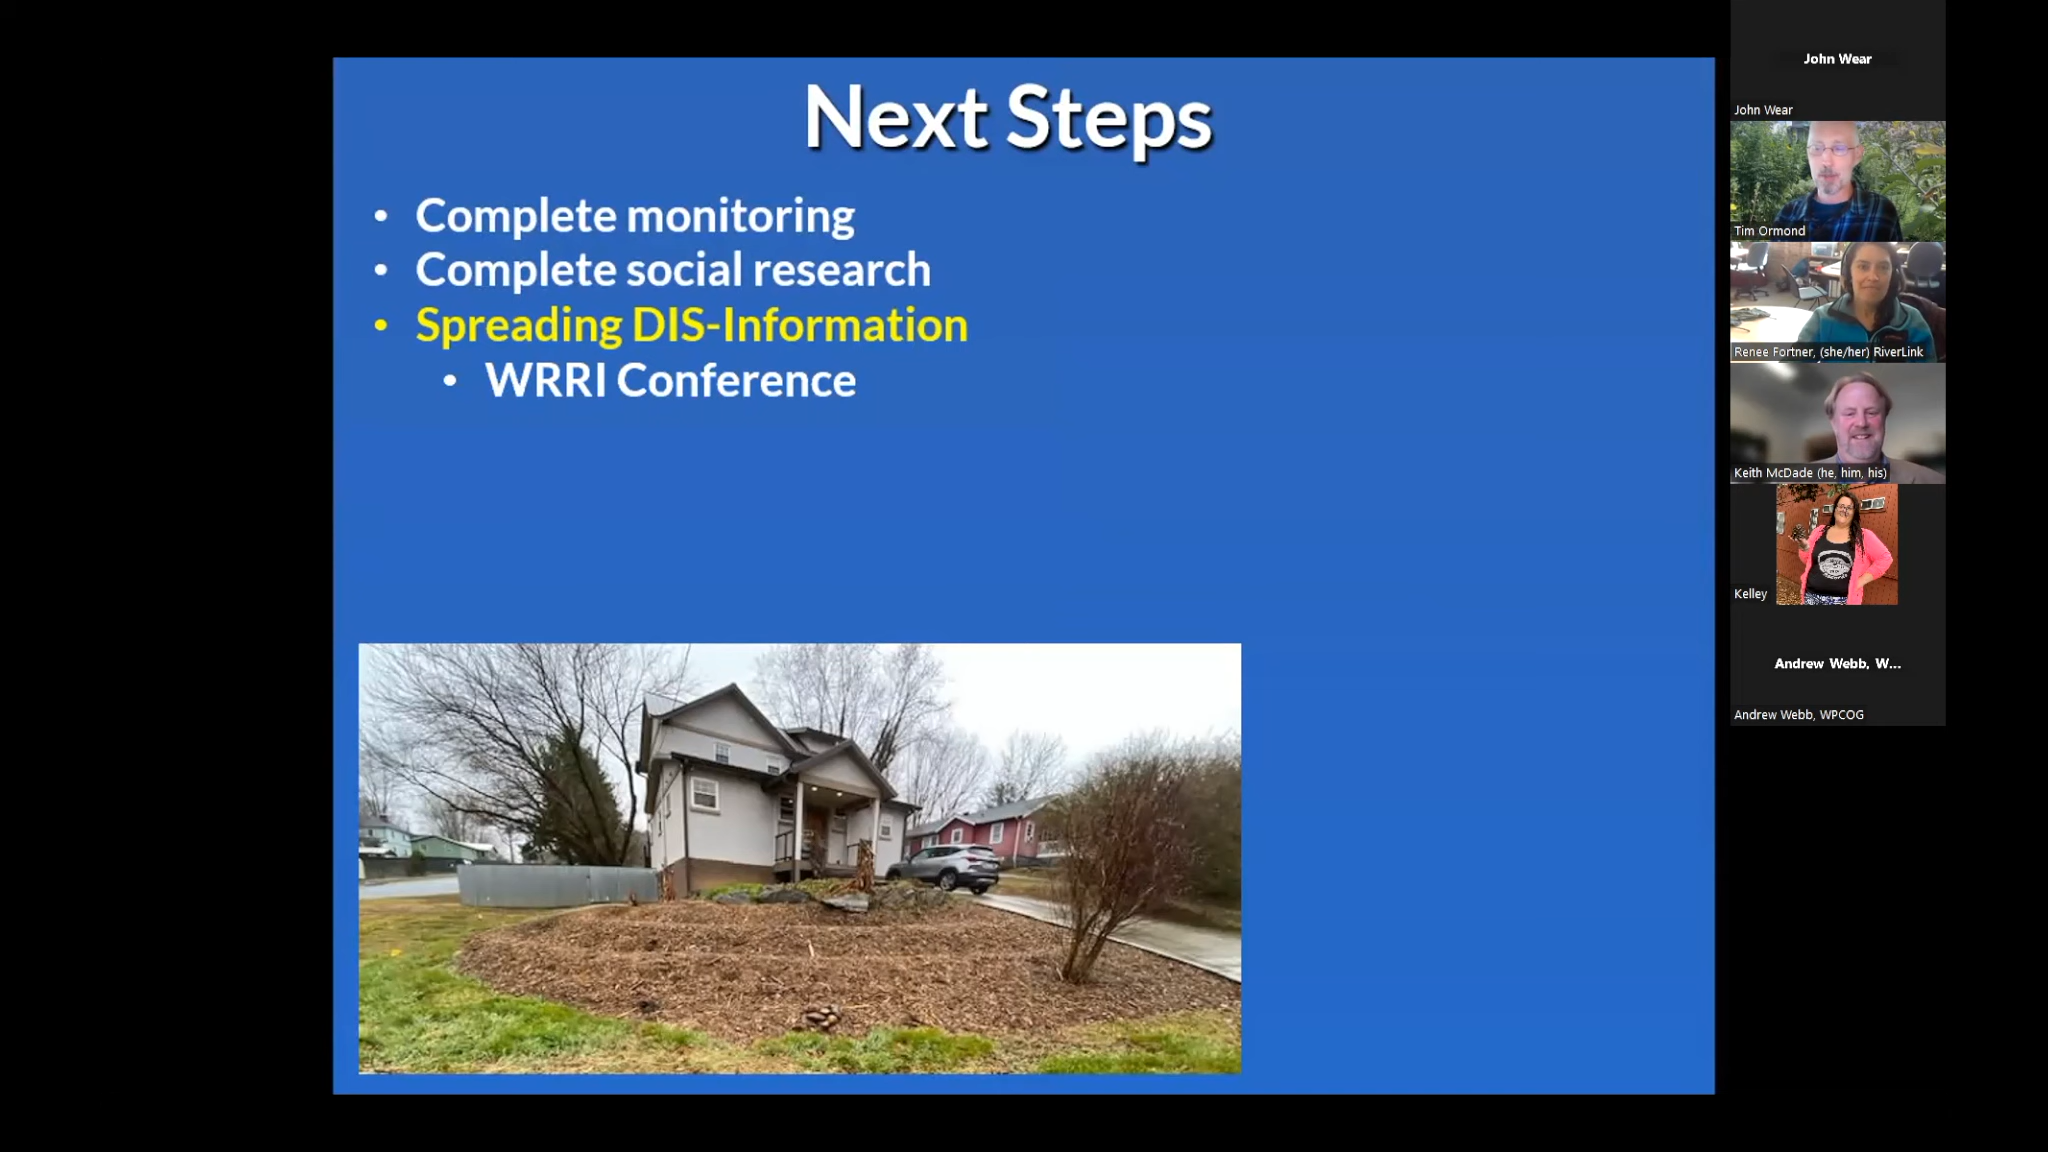 Next Steps
• Complete monitoring
• Complete social research
• Spreading DIS-Information
• WRRI Conference
John Wear
John Wear
Tim Ormond
Renee Fortner, (she/her) RiverLink
Keith McDade (he, him, his)
Kelley
Andrew Webb, W...
Andrew Webb, WPCOG